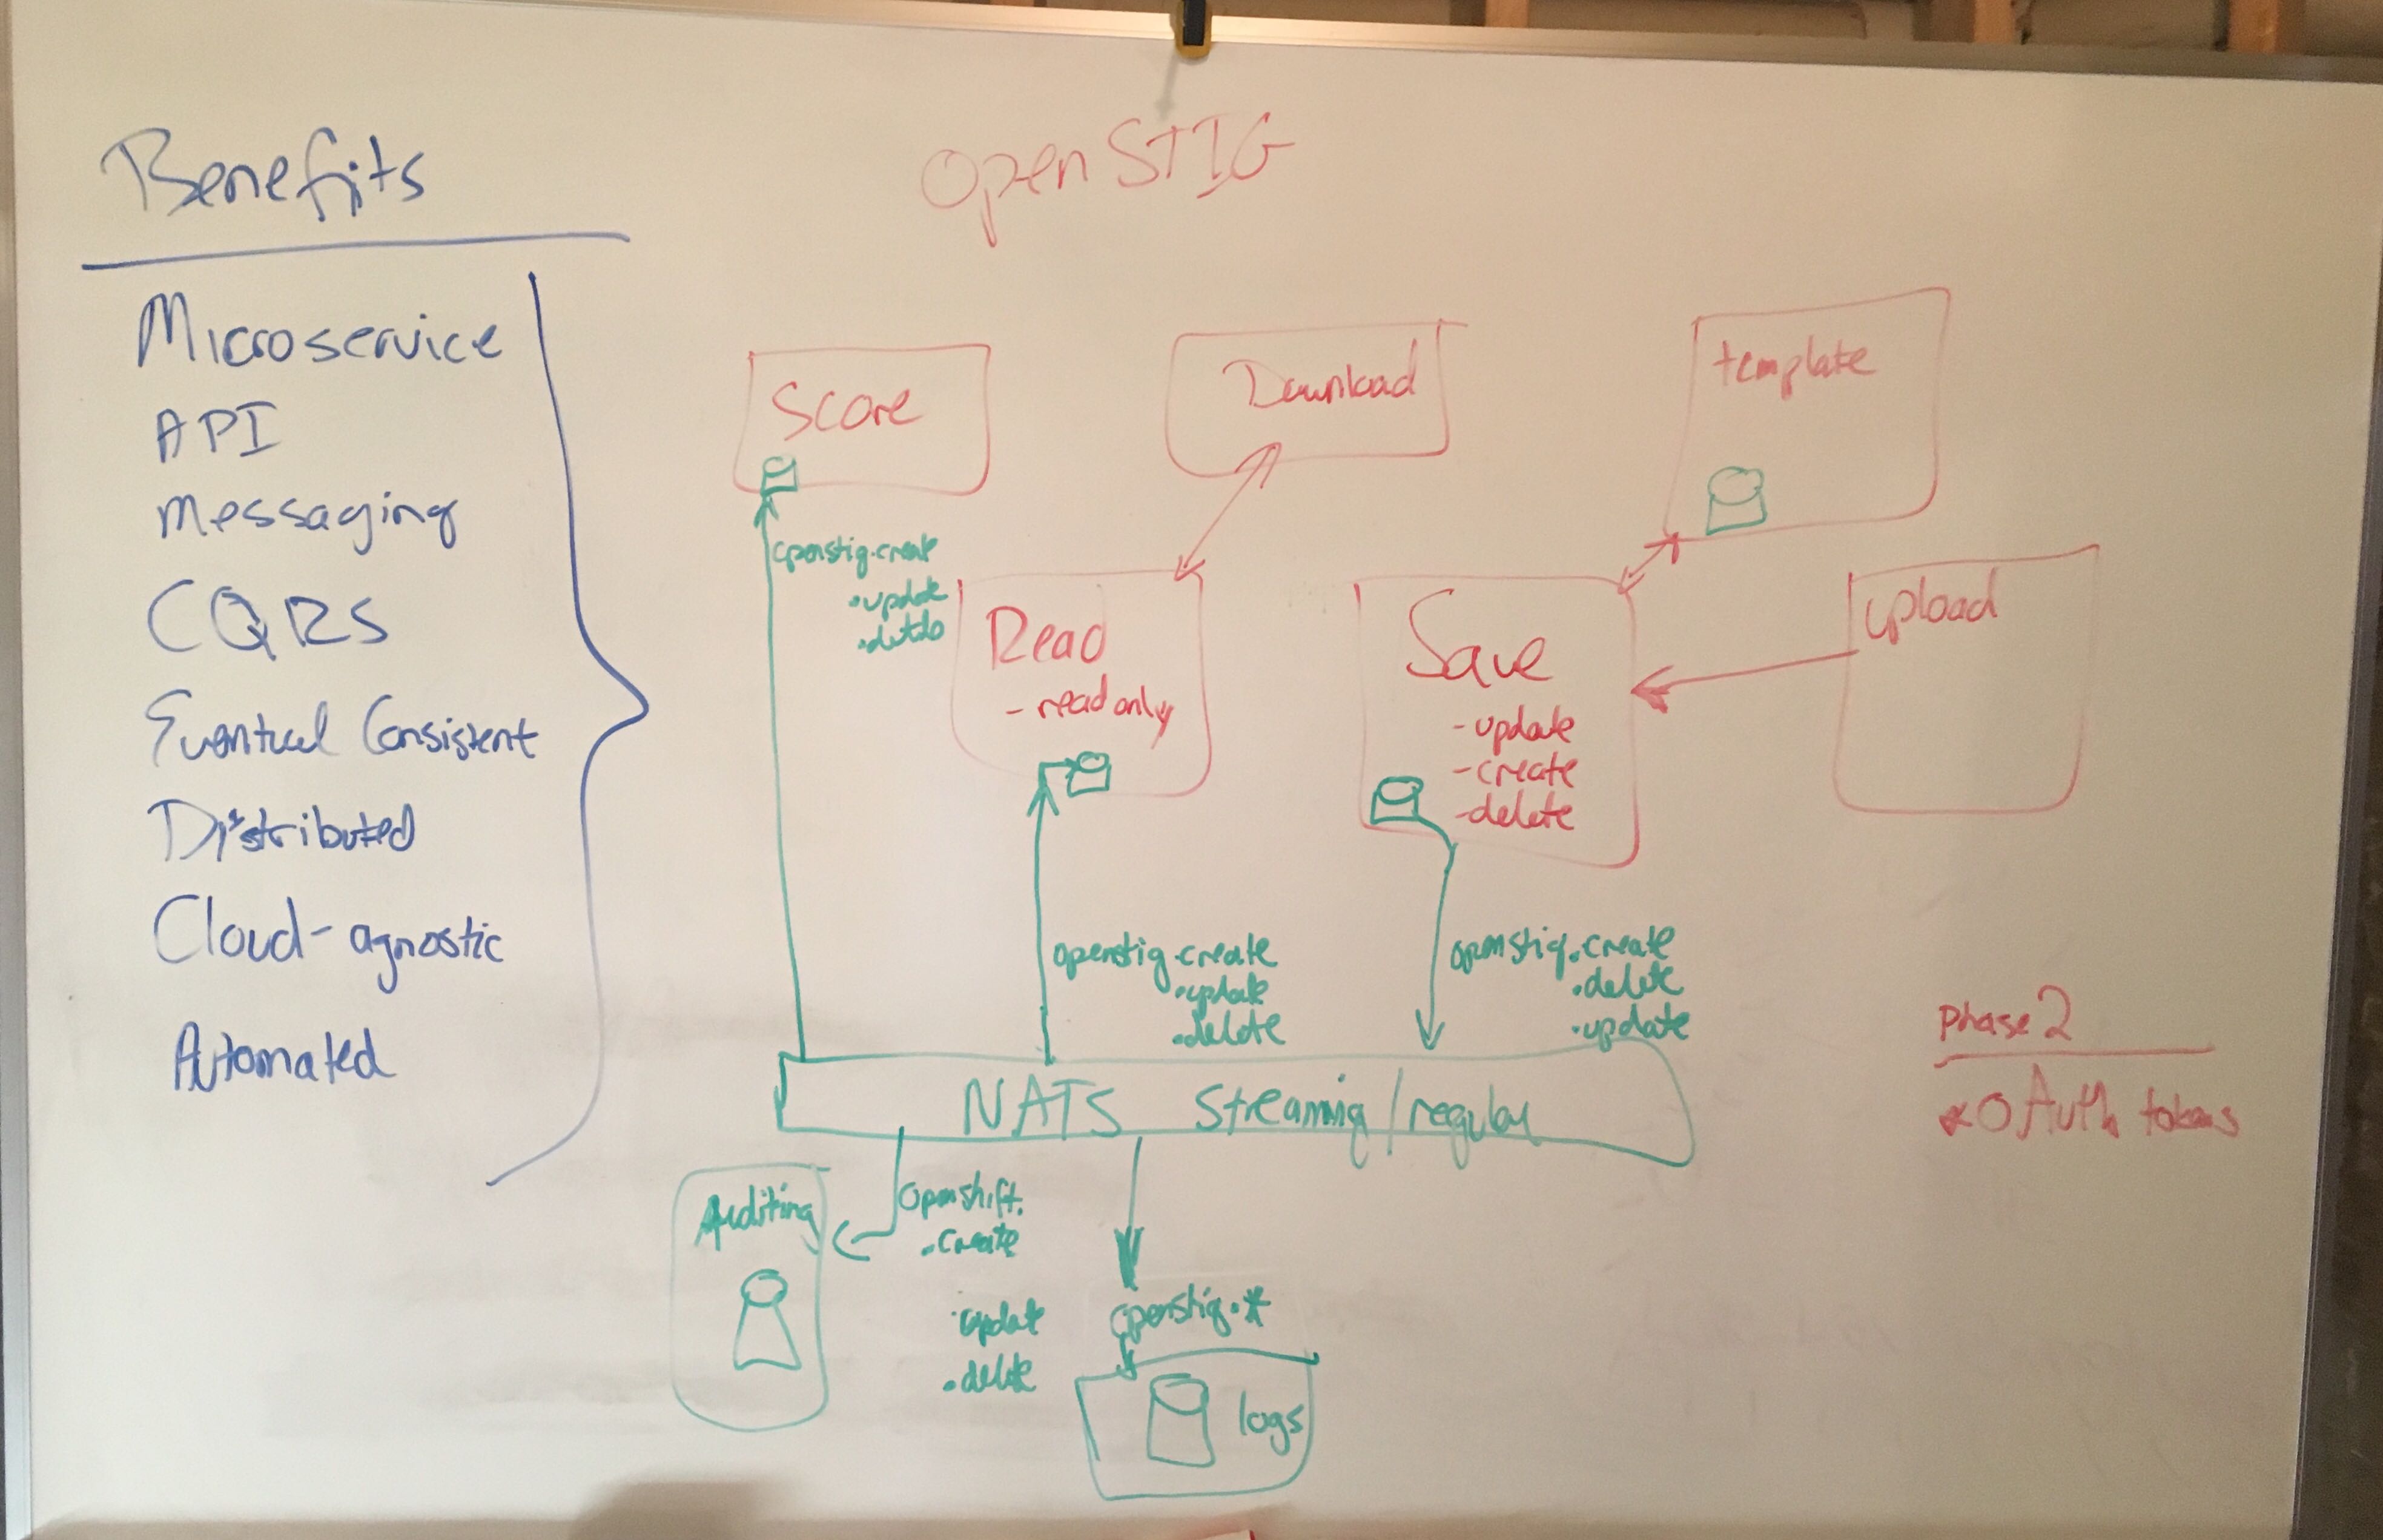 Benefits
Microservice
API
Messaging
CQRS
Eventual Consistent
Distributed
Cloud-agnostic
Automated
OpenSTIG
Score
Download
template
openstig.create
.update
.delete
Read
- read only
Save
- update
- create
- delete
upload
openstig.create
.update
.delete
openstig.create
.delete
.update
NATS Streaming/regular
Auditing
Openshift.
.create
.update
.delete
openstig.*
logs
Phase 2
* OAuth tokens